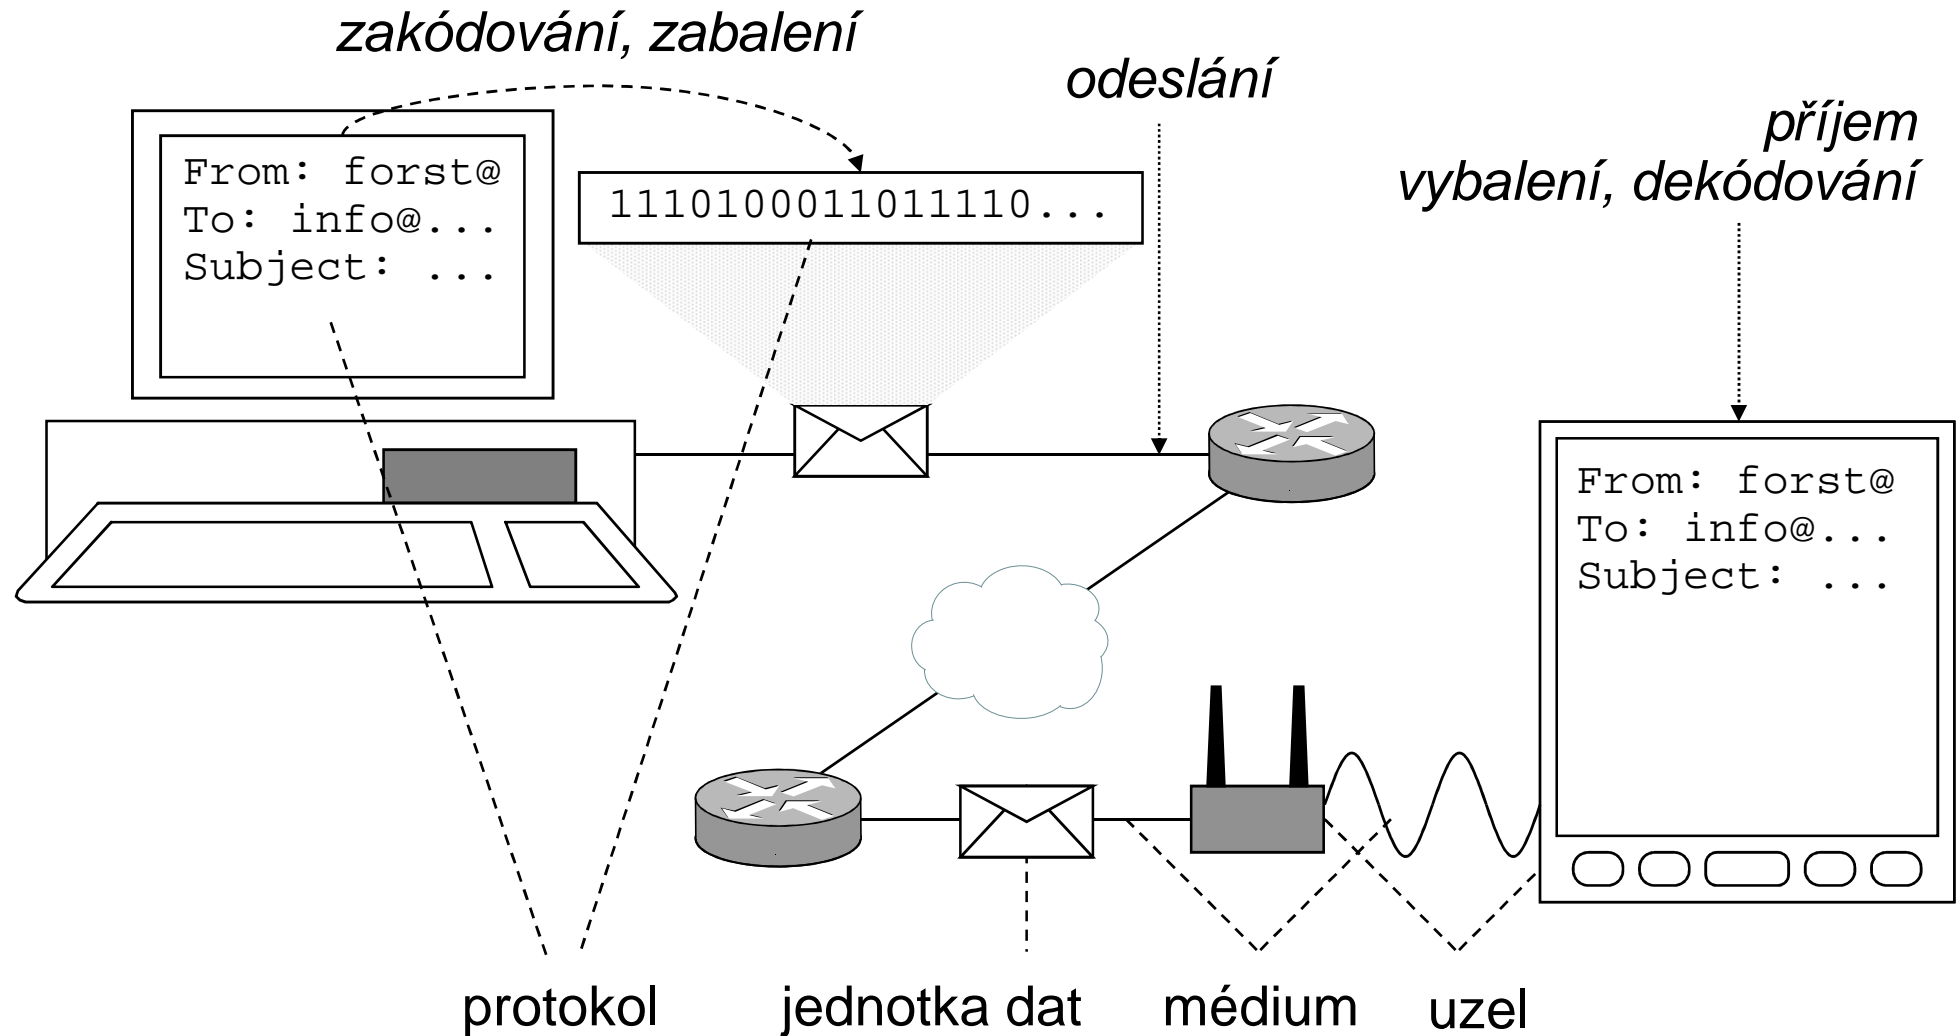 zakódování, zabalení
odeslání
příjem
vybalení, dekódování
From: forst@
To: info@...
Subject: ...
1110100011011110...
From: forst@
To: info@...
Subject: ...
protokol
jednotka dat
médium
uzel